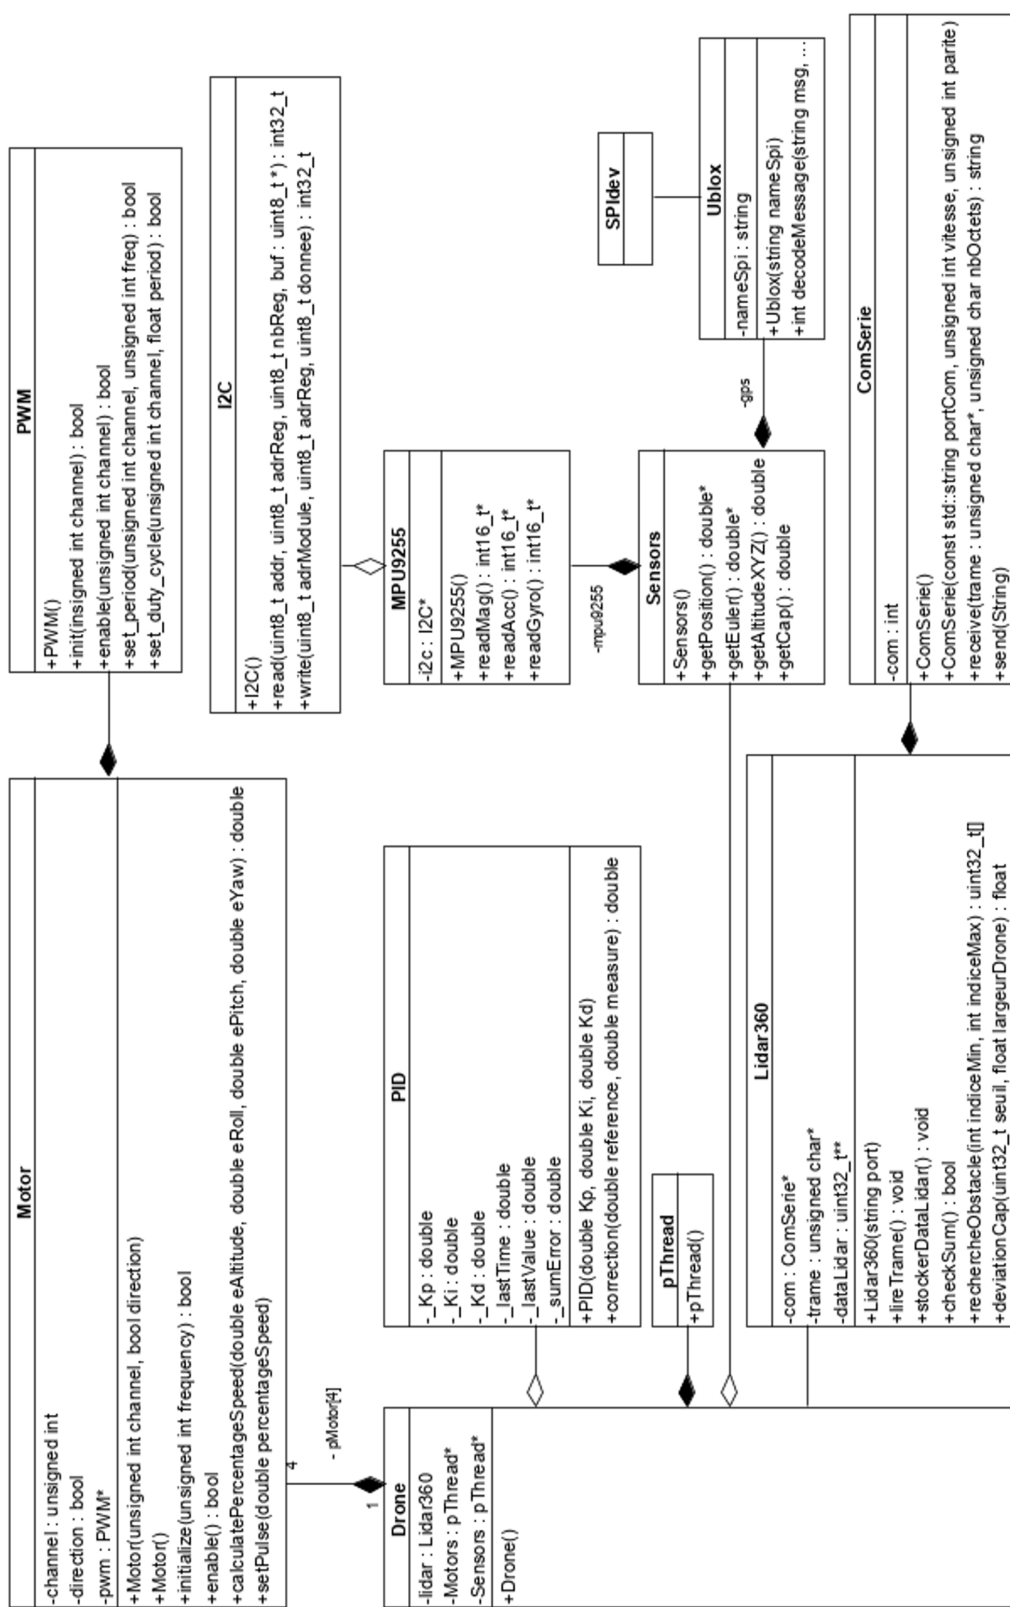 Motor
-channel : unsigned int
-direction : bool
-pwm : PWM*
+Motor(unsigned int channel, bool direction)
+Motor()
+initialize(unsigned int frequency) : bool
+enable() : bool
+calculatePercentageSpeed(double eAltitude, double eRoll, double ePitch, double eYaw) : double
+setPulse(double percentageSpeed)
PWM
+PWM()
+init(insigned int channel) : bool
+enable(unsigned int channel) : bool
+set_period(unsigned int channel, unsigned int freq) : bool
+set_duty_cycle(unsigned int channel, float period) : bool
I2C
+I2C()
+read(uint8_t addr, uint8_t adrReg, uint8_t nbReg, buf : uint8_t *) : int32_t
+write(uint8_t adrModule, uint8_t adrReg, uint8_t donnee) : int32_t
4
- pMotor[4]
1
Drone
-lidar : Lidar360
-Motors : pThread*
-Sensors : pThread*
+Drone()
PID
-_Kp : double
-_Ki : double
-_Kd : double
-_lastTime : double
-_lastValue : double
-_sumError : double
+PID(double Kp, double Ki, double Kd)
+correction(double reference, double measure) : double
MPU9255
-i2c : I2C*
+MPU9255()
+readMag() : int16_t*
+readAcc() : int16_t*
+readGyro() : int16_t*
-mpu9255
SPIdev
pThread
+pThread()
Sensors
+Sensors()
+getPosition() : double*
+getEuler() : double*
+getAltitudeXYZ() : double
+getCap() : double
-gps
Ublox
-nameSpi : string
+Ublox(string nameSpi)
+int decodeMessage(string msg, ...
Lidar360
-com : ComSerie*
-trame : unsigned char*
-dataLidar : uint32_t**
+Lidar360(string port)
+lireTrame() : void
+stockerDataLidar() : void
+checkSum() : bool
+rechercheObstacle(int indiceMin, int indiceMax) : uint32_t[]
+deviationCap(uint32_t seuil, float largeurDrone) : float
ComSerie
-com : int
+ComSerie()
+ComSerie(const std::string portCom, unsigned int vitesse, unsigned int parite)
+receive(trame : unsigned char*, unsigned char nbOctets) : string
+send(String)